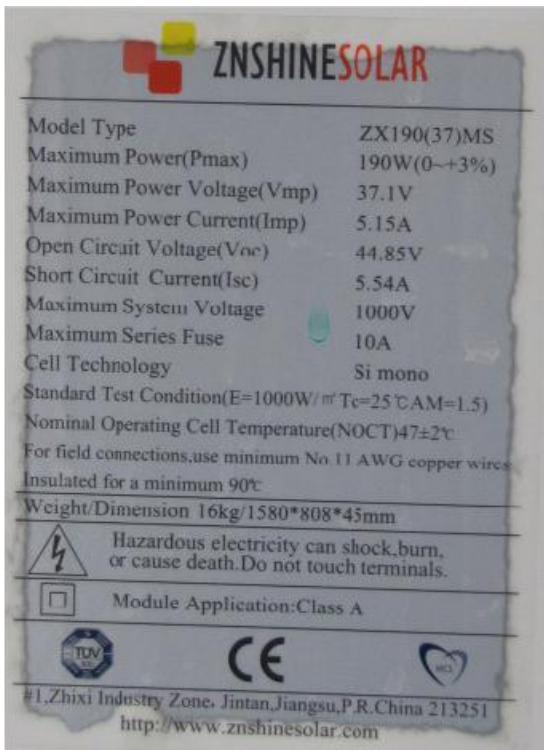 ZNSHINESOLAR
Model Type ZX190(37)MS
Maximum Power(Pmax) 190W(0~+3%)
Maximum Power Voltage(Vmp) 37.1V
Maximum Power Current(Imp) 5.15A
Open Circuit Voltage(Voc) 44.85V
Short Circuit Current(Isc) 5.54A
Maximum System Voltage 1000V
Maximum Series Fuse 10A
Cell Technology Si mono
Standard Test Condition(E=1000W/㎡ Tc=25℃ AM=1.5)
Nominal Operating Cell Temperature(NOCT)47±2℃
For field connections,use minimum No.11 AWG copper wires
Insulated for a minimum 90℃
Weight/Dimension 16kg/1580*808*45mm
Hazardous electricity can shock,burn,
or cause death.Do not touch terminals.
Module Application:Class A
TUV
CE
MCS
#1,Zhixi Industry Zone, Jintan,Jiangsu,P.R.China 213251
http://www.znshinesolar.com